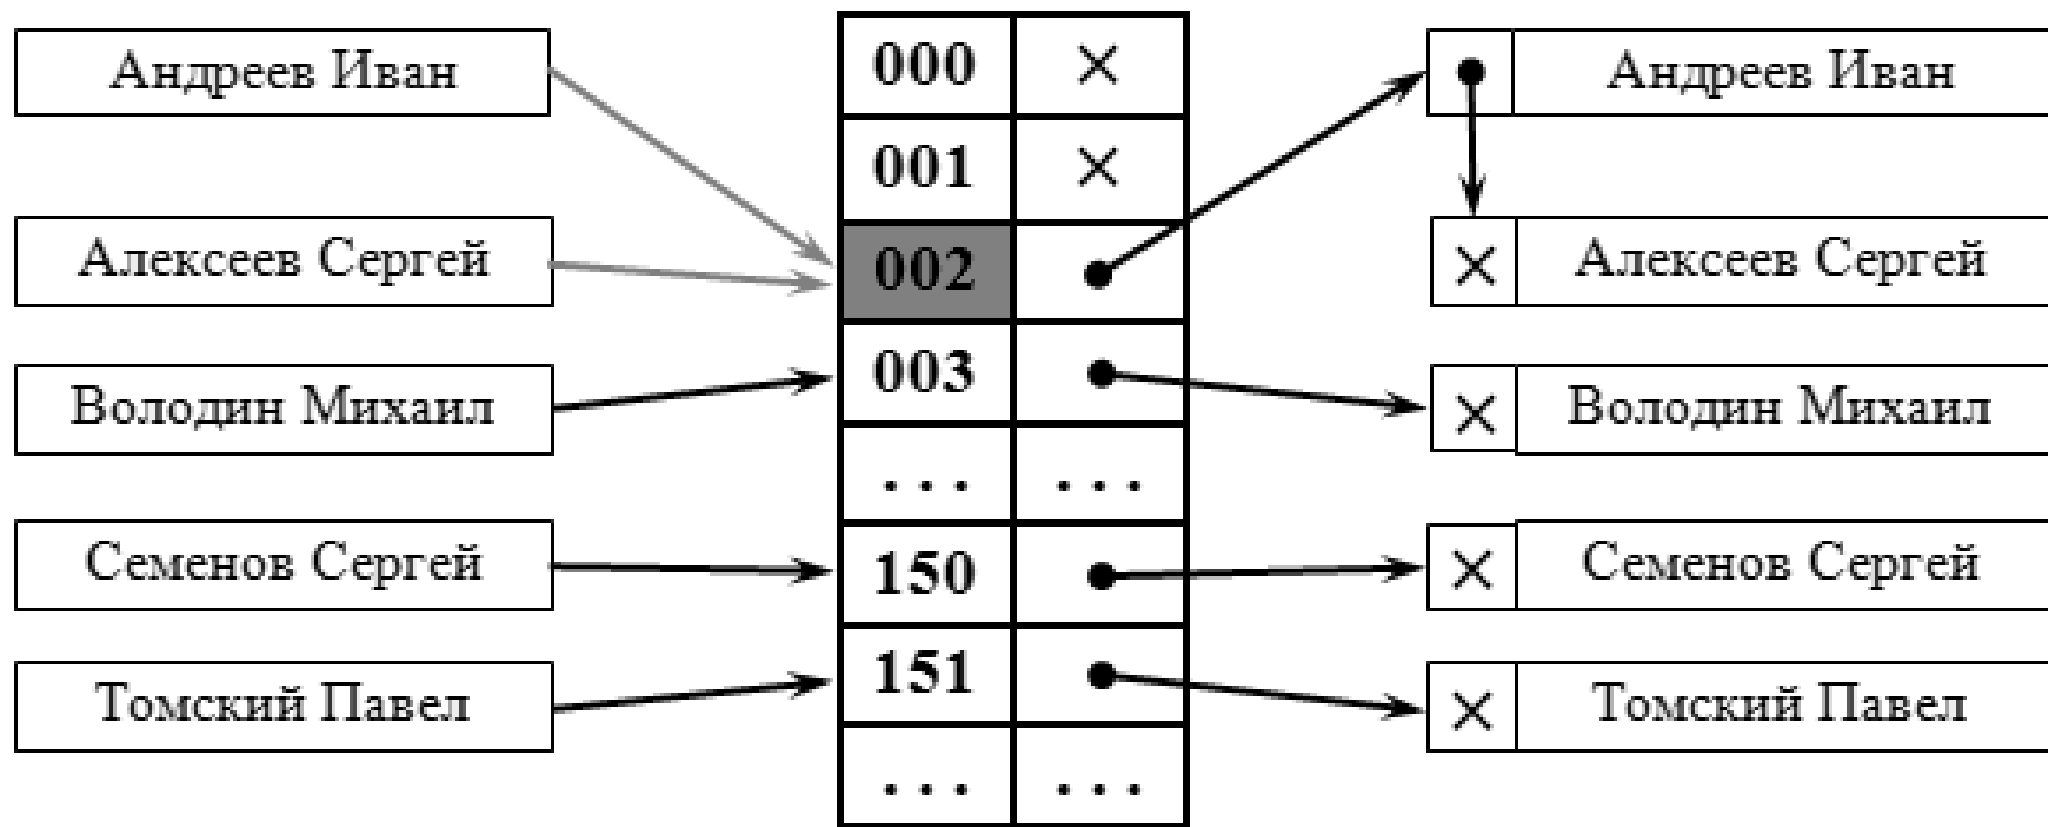 Андреев Иван
Алексеев Сергей
Володин Михаил
Семенов Сергей
Томский Павел
000 ×
001 ×
002
003
... ...
150
151
... ...
Андреев Иван
× Алексеев Сергей
× Володин Михаил
× Семенов Сергей
× Томский Павел